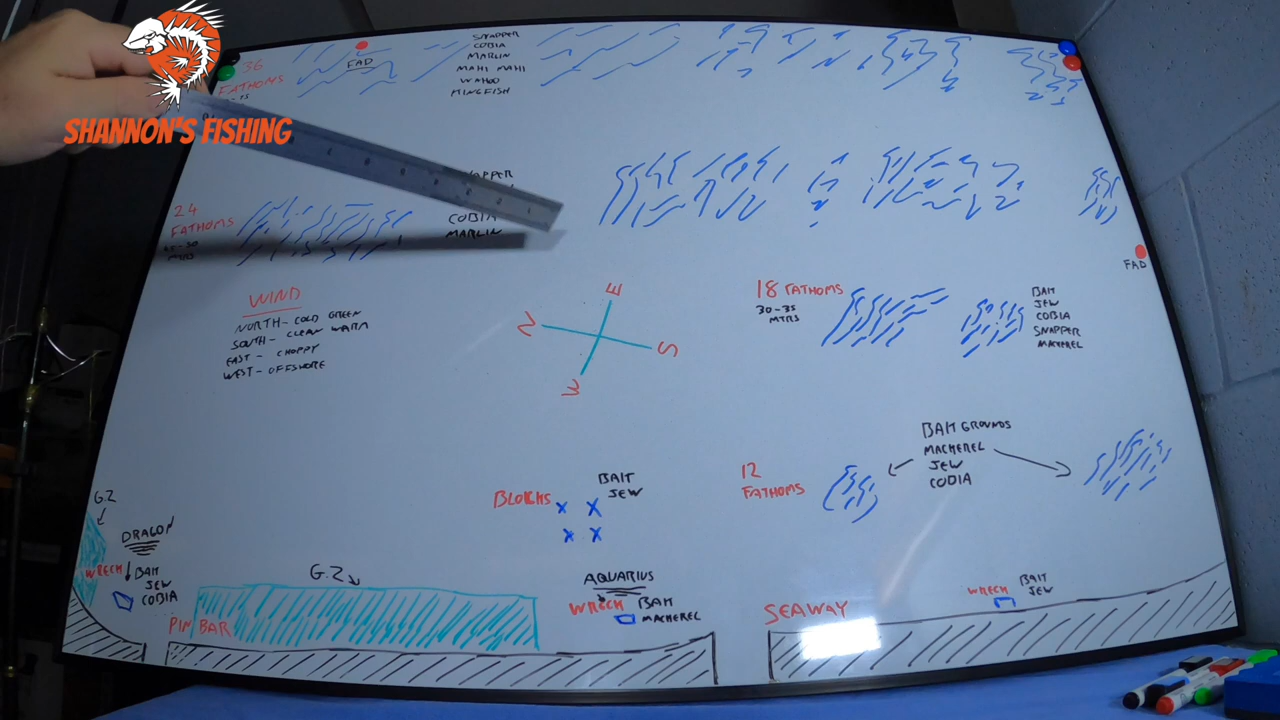 SHANNON'S FISHING
36
FATHOMS
FAD
SNAPPER
COBIA
MARLIN
MAHI MAHI
WAHOO
KINGFISH
24
FATHOMS
MTRS
COBIA
MARLIN
FAD
WIND
NORTH - COLD GREEN
SOUTH - CLEAN WARM
EAST - CHOPPY
WEST - OFFSHORE
N
E
S
W
18 FATHOMS
30-35
MTRS
BAIT
JEW
COBIA
SNAPPER
MACKEREL
12
FATHOMS
BAIT GROUNDS
MACKEREL
JEW
COBIA
BLOCKS
BAIT
JEW
X X
X X
G.Z
DRAGON
WRECK
BAIT
JEW
COBIA
PIN BAR
G.Z
AQUARIUS
WRECK BAIT
MACKEREL
SEAWAY
WRECK
BAIT
JEW